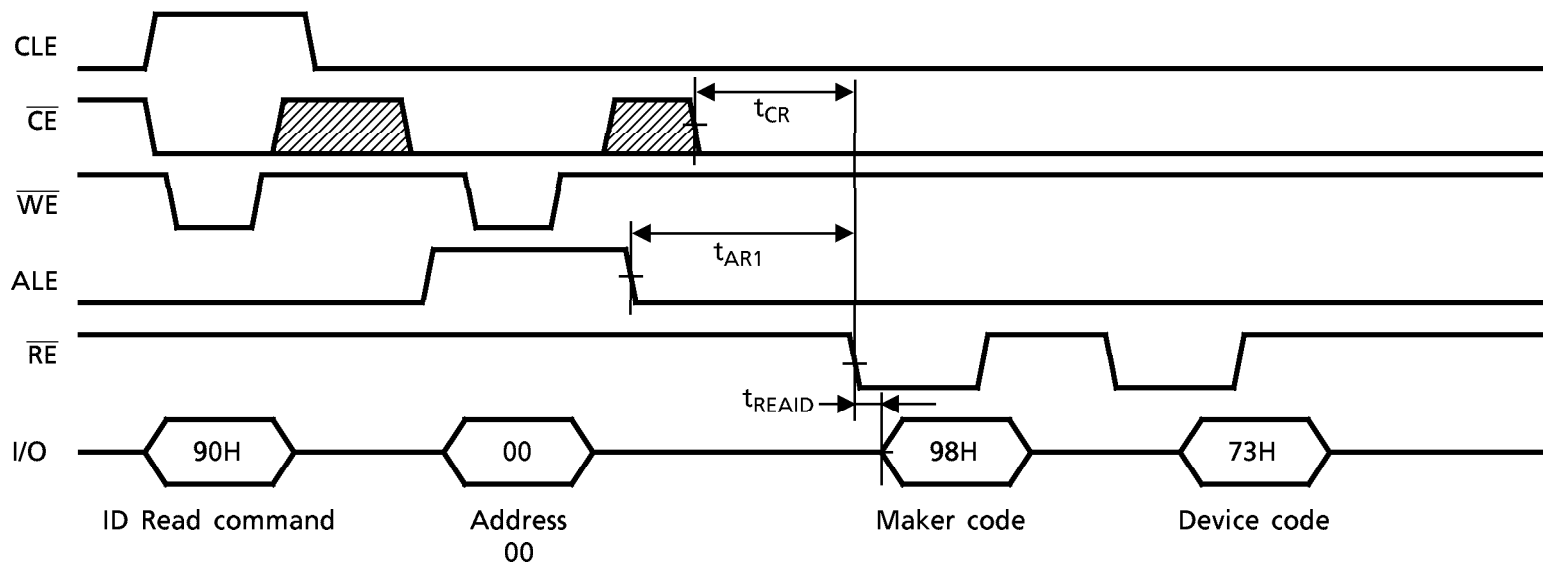 CLE
CE
tCR
WE
tAR1
ALE
RE
tREAID
I/O
90H
00
98H
73H
ID Read command
Address
00
Maker code
Device code